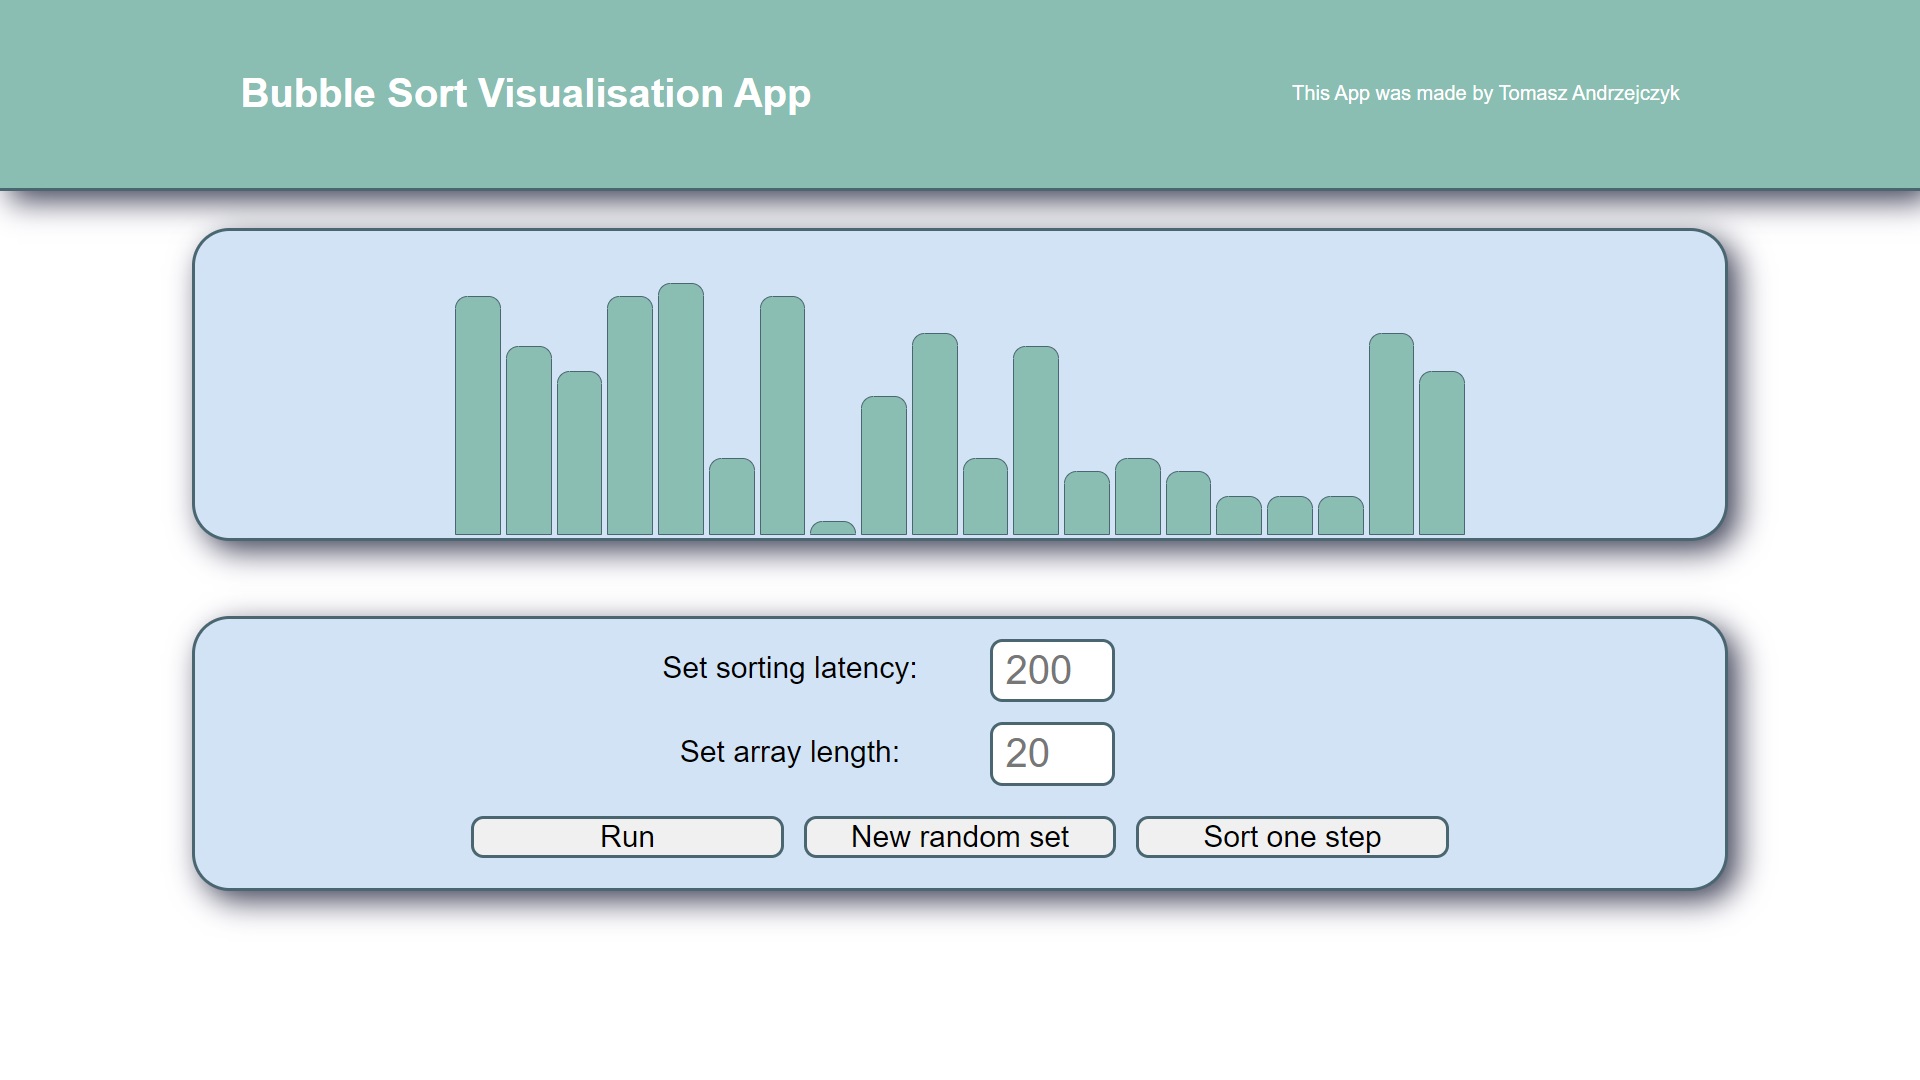 Bubble Sort Visualisation App
This App was made by Tomasz Andrzejczyk
Set sorting latency:
200
Set array length:
20
Run
New random set
Sort one step